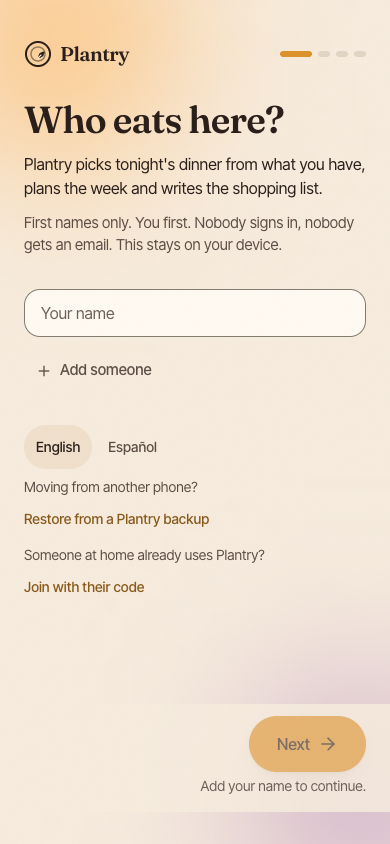 Plantry
Who eats here?
Plantry picks tonight's dinner from what you have,
plans the week and writes the shopping list.
First names only. You first. Nobody signs in, nobody
gets an email. This stays on your device.
Your name
+ Add someone
English Español
Moving from another phone?
Restore from a Plantry backup
Someone at home already uses Plantry?
Join with their code
Next →
Add your name to continue.